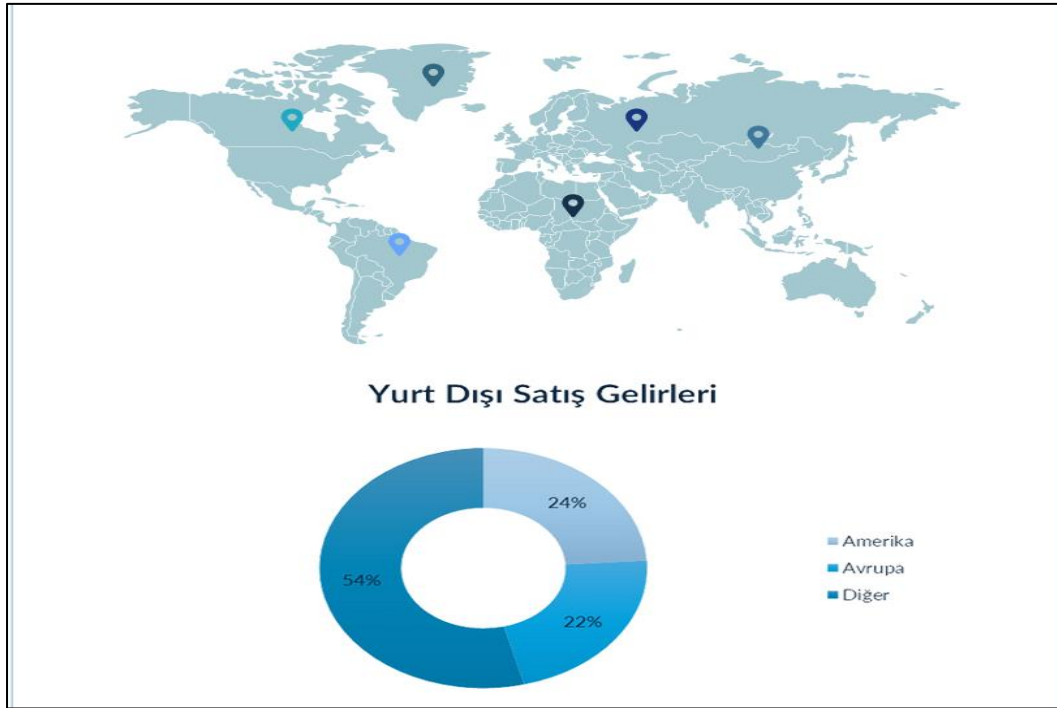 Yurt Dışı Satış Gelirleri
24%
54%
22%
Amerika
Avrupa
Diğer